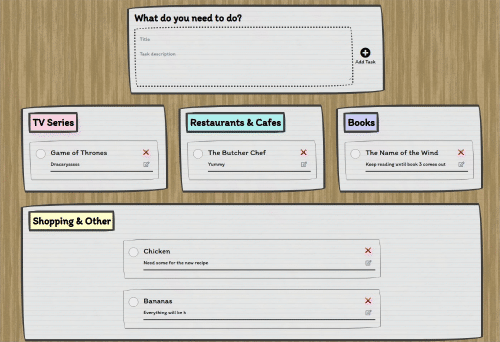 What do you need to do?
Title
Task description
Add Task
TV Series
Game of Thrones
Draaarysssss
Restaurants & Cafes
The Butcher Chef
Yummy
Books
The Name of the Wind
Keep reading until book 3 comes out
Shopping & Other
Chicken
Need some for the new recipe
Bananas
Everything will be k